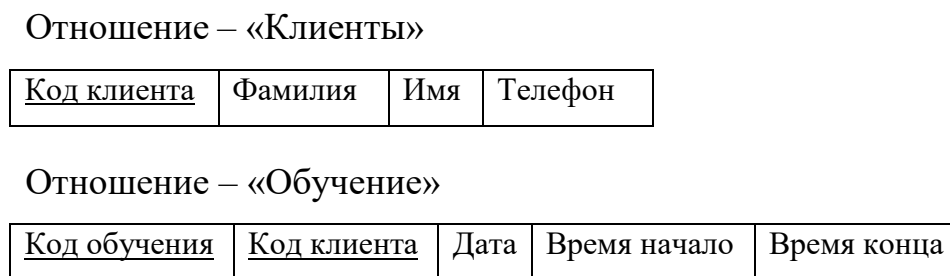 Отношение – «Клиенты»
Код клиента Фамилия Имя Телефон
Отношение – «Обучение»
Код обучения Код клиента Дата Время начало Время конца